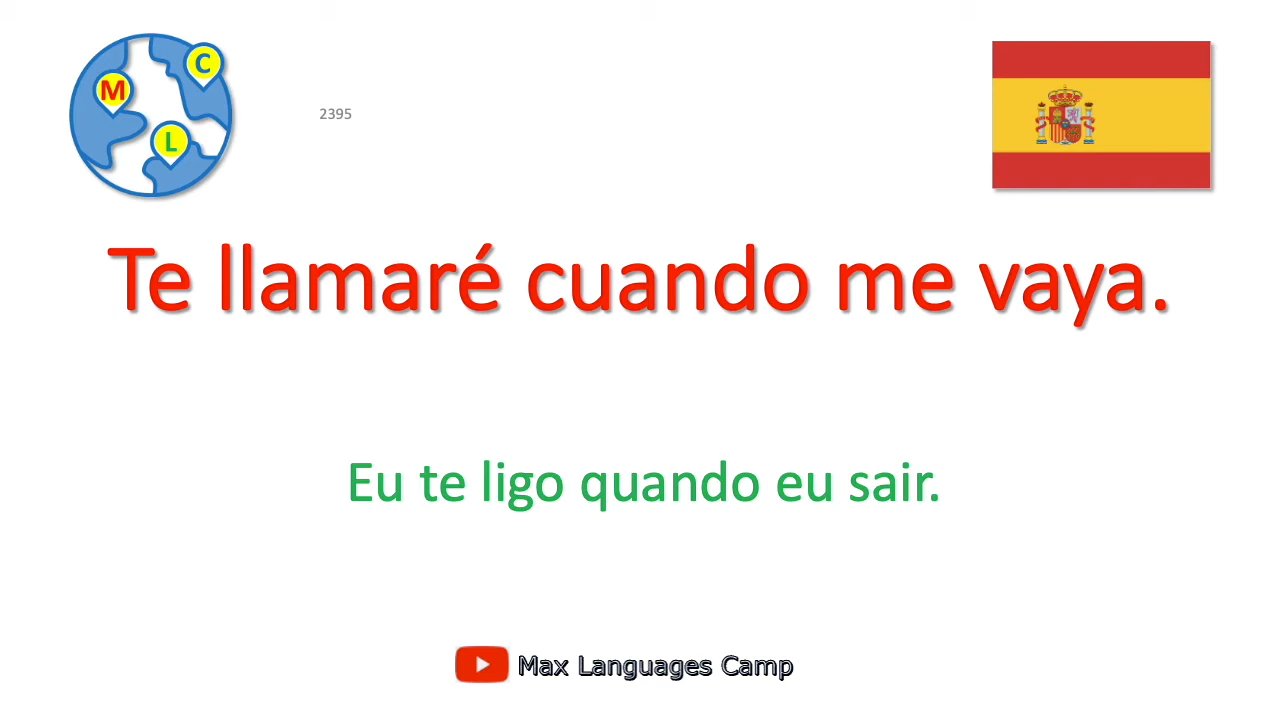 M
C
L
2395
Te llamaré cuando me vaya.
Eu te ligo quando eu sair.
Max Languages Camp